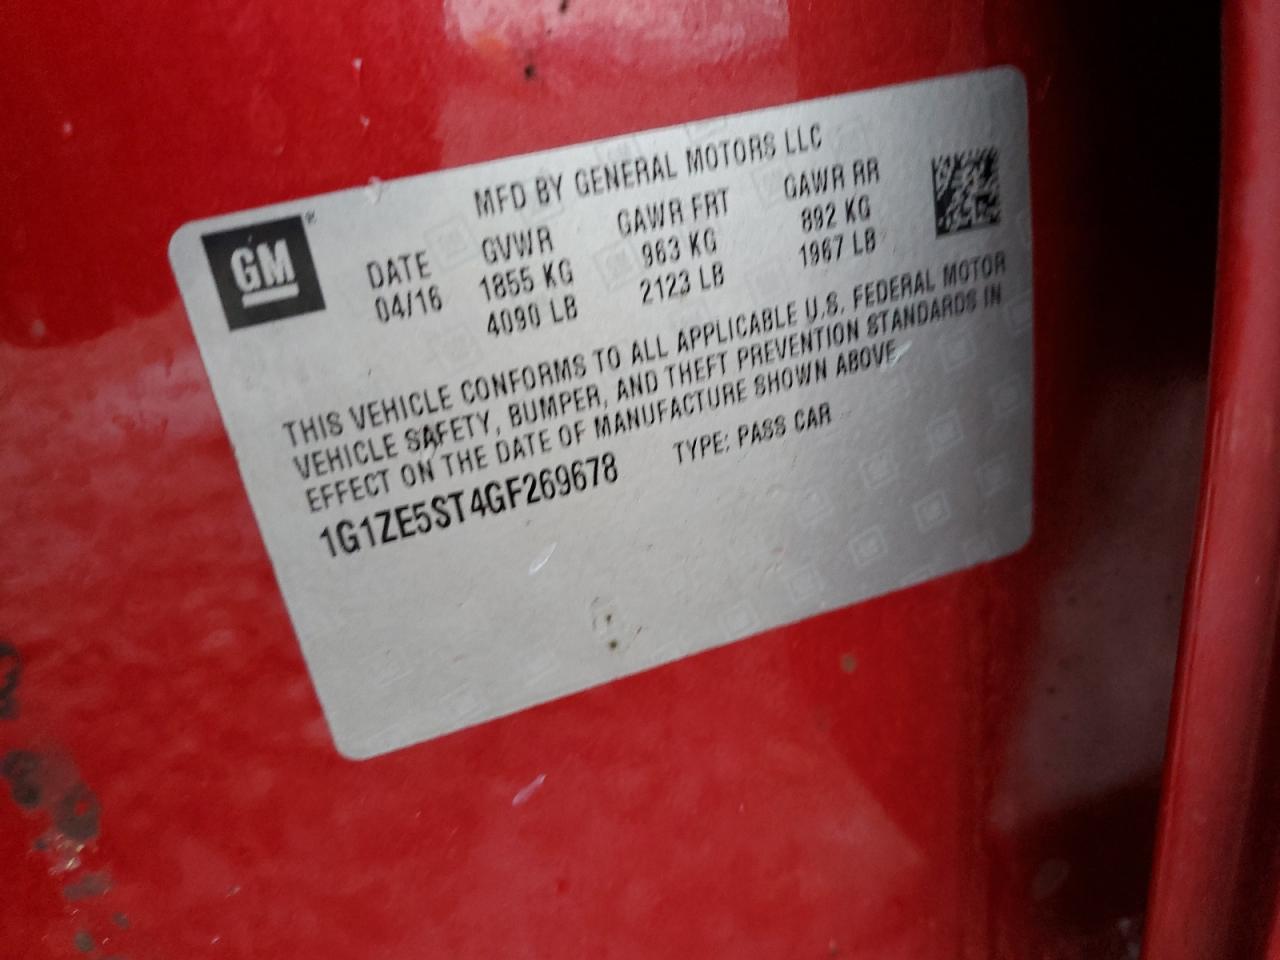 GM®
MFD BY GENERAL MOTORS LLC
DATE GVWR GAWR FRT GAWR RR
04/16 1855 KG 963 KG 892 KG
4090 LB 2123 LB 1967 LB
THIS VEHICLE CONFORMS TO ALL APPLICABLE U.S. FEDERAL MOTOR
VEHICLE SAFETY, BUMPER, AND THEFT PREVENTION STANDARDS IN
EFFECT ON THE DATE OF MANUFACTURE SHOWN ABOVE.
1G1ZE5ST4GF269678 TYPE: PASS CAR